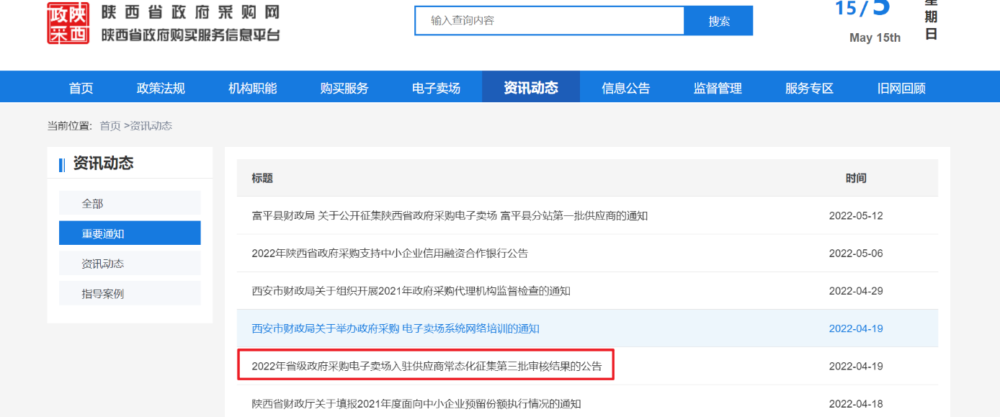 政陕
采西
陕西省政府采购网
陕西省政府购买服务信息平台
输入查询内容
搜索
15/5
May 15th
星期日
首页
政策法规
机构职能
购买服务
电子卖场
资讯动态
信息公告
监督管理
服务专区
旧网回顾
当前位置: 首页 >资讯动态
资讯动态
全部
重要通知
资讯动态
指导案例
标题 时间
富平县财政局 关于公开征集陕西省政府采购电子卖场 富平县分站第一批供应商的通知 2022-05-12
2022年陕西省政府采购支持中小企业信用融资合作银行公告 2022-05-06
西安市财政局关于组织开展2021年政府采购代理机构监督检查的通知 2022-04-29
西安市财政局关于举办政府采购 电子卖场系统网络培训的通知 2022-04-19
2022年省级政府采购电子卖场入驻供应商常态化征集第三批审核结果的公告 2022-04-19
陕西省财政厅关于填报2021年度面向中小企业预留份额执行情况的通知 2022-04-18